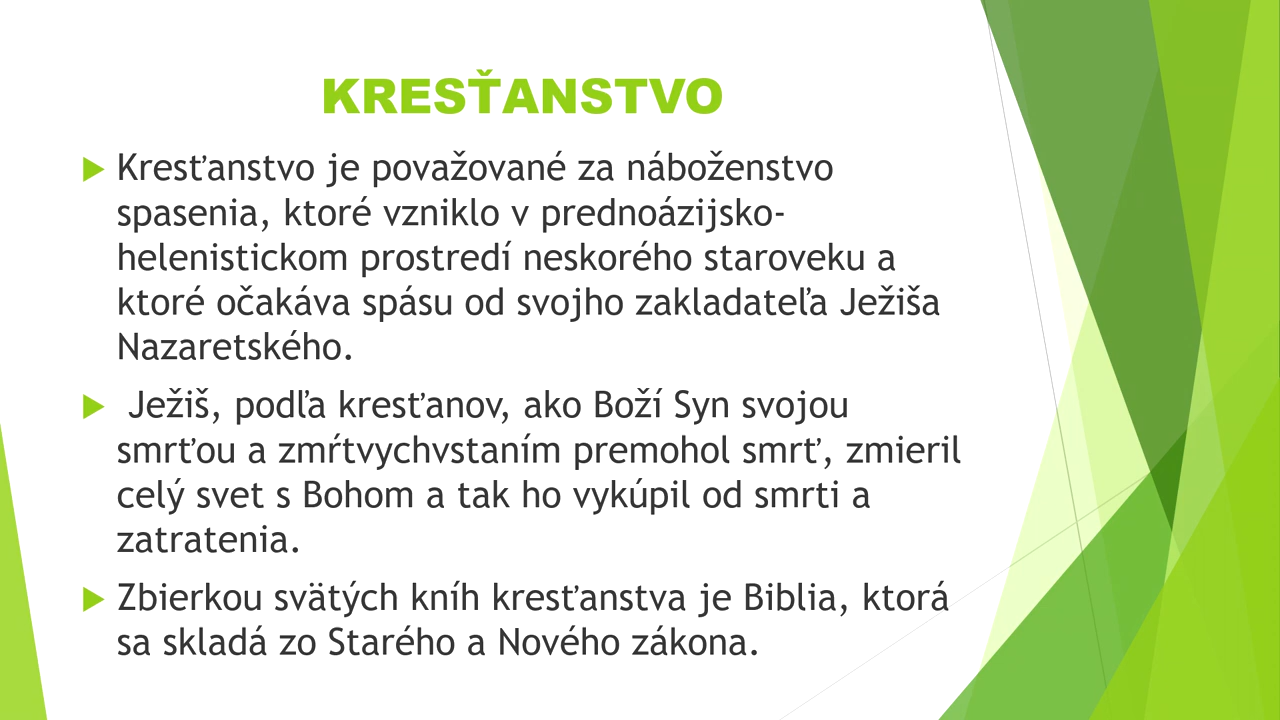 KRESŤANSTVO
Kresťanstvo je považované za náboženstvo
spasenia, ktoré vzniklo v prednoázijsko-
helenistickom prostredí neskorého staroveku a
ktoré očakáva spásu od svojho zakladateľa Ježiša
Nazaretského.
Ježiš, podľa kresťanov, ako Boží Syn svojou
smrťou a zmŕtvychvstaním premohol smrť, zmieril
celý svet s Bohom a tak ho vykúpil od smrti a
zatratenia.
Zbierkou svätých kníh kresťanstva je Biblia, ktorá
sa skladá zo Starého a Nového zákona.